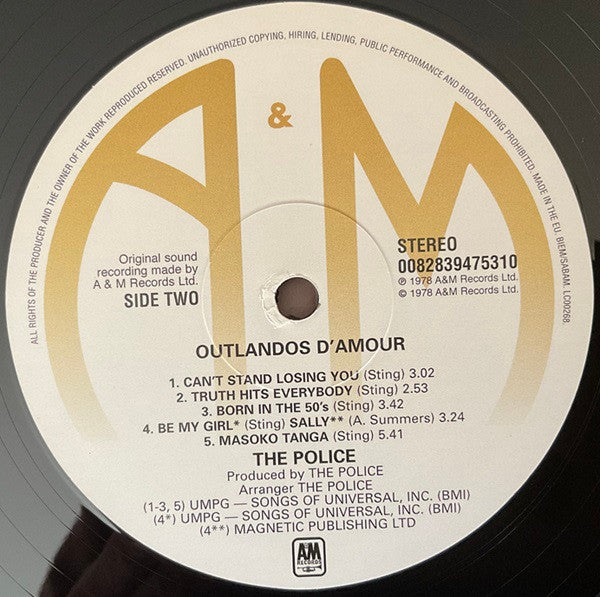 ALL RIGHTS OF THE PRODUCER AND THE OWNER OF THE WORK REPRODUCED RESERVED. UNAUTHORIZED COPYING, HIRING, LENDING, PUBLIC PERFORMANCE AND BROADCASTING PROHIBITED. MADE IN THE EU. BIEM/SABAM. LC00268.
A & M
Original sound
recording made by
A & M Records Ltd.
SIDE TWO
STEREO
0082839475310
℗ 1978 A&M Records Ltd.
© 1978 A&M Records Ltd.
OUTLANDOS D'AMOUR
1. CAN'T STAND LOSING YOU (Sting) 3.02
2. TRUTH HITS EVERYBODY (Sting) 2.53
3. BORN IN THE 50's (Sting) 3.42
4. BE MY GIRL* (Sting) SALLY** (A. Summers) 3.24
5. MASOKO TANGA (Sting) 5.41
THE POLICE
Produced by THE POLICE
Arranger THE POLICE
(1-3, 5) UMPG — SONGS OF UNIVERSAL, INC. (BMI)
(4*) UMPG — SONGS OF UNIVERSAL, INC. (BMI)
(4**) MAGNETIC PUBLISHING LTD
AM
RECORDS